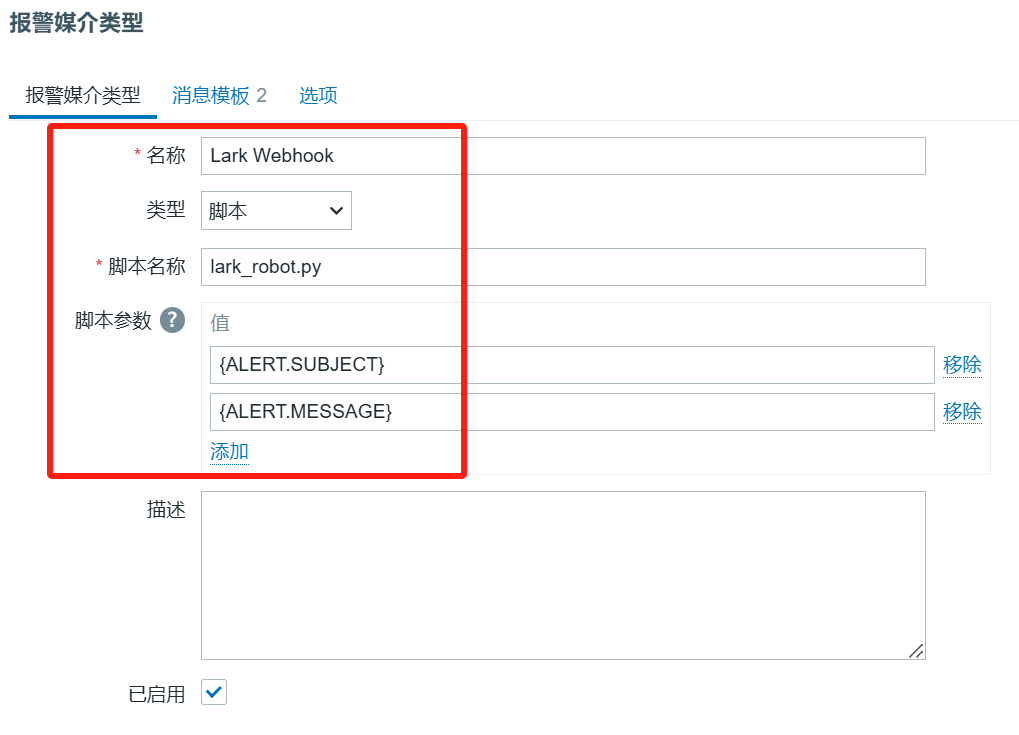 报警媒介类型
报警媒介类型 消息模板 2 选项
* 名称 Lark Webhook
类型 脚本
* 脚本名称 lark_robot.py
脚本参数 ? 值
{ALERT.SUBJECT} 移除
{ALERT.MESSAGE} 移除
添加
描述
已启用